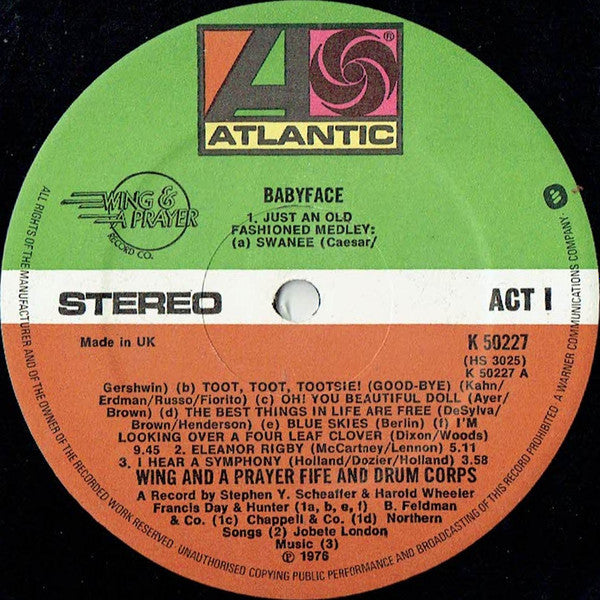 ATLANTIC
®
BABYFACE
WING &
A PRAYER
RECORD CO.
1. JUST AN OLD
FASHIONED MEDLEY:
(a) SWANEE (Caesar/
STEREO
ACT I
Made in UK
K 50227
(HS 3025)
K 50227 A
Gershwin) (b) TOOT, TOOT, TOOTSIE! (GOOD-BYE) (Kahn/
Erdman/Russo/Fiorito) (c) OH! YOU BEAUTIFUL DOLL (Ayer/
Brown) (d) THE BEST THINGS IN LIFE ARE FREE (DeSylva/
Brown/Henderson) (e) BLUE SKIES (Berlin) (f) I'M
LOOKING OVER A FOUR LEAF CLOVER (Dixon/Woods)
9.45 2. ELEANOR RIGBY (McCartney/Lennon) 5.11
3. I HEAR A SYMPHONY (Holland/Dozier/Holland) 3.58
WING AND A PRAYER FIFE AND DRUM CORPS
A Record by Stephen Y. Scheaffer & Harold Wheeler
Francis Day & Hunter (1a, b, e, f) B. Feldman
& Co. (1c) Chappell & Co. (1d) Northern
Songs (2) Jobete London
Music (3)
℗ 1976
ALL RIGHTS OF THE MANUFACTURER AND OF THE OWNER OF THE RECORDED WORK RESERVED · UNAUTHORISED COPYING PUBLIC PERFORMANCE AND BROADCASTING OF THIS RECORD PROHIBITED · A WARNER COMMUNICATIONS COMPANY ·